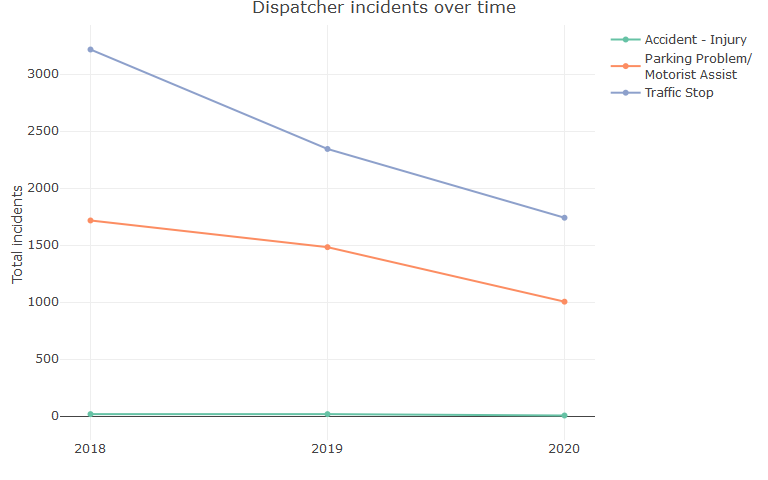 Dispatcher incidents over time
Accident - Injury
Parking Problem/
Motorist Assist
Traffic Stop
Total incidents
3000
2500
2000
1500
1000
500
0
2018
2019
2020